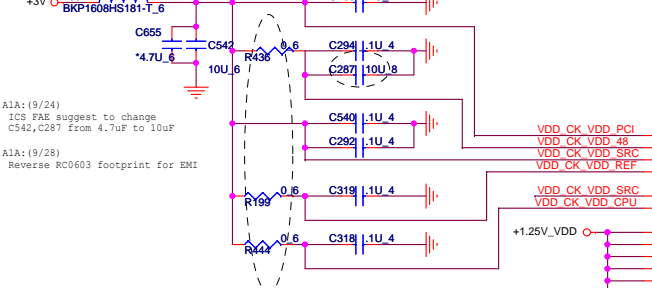 +3V
BKP1608HS181-T_6
C655
*4.7U_6
C542
10U_6
R436
0_6
C294
.1U_4
C287
10U_8
A1A:(9/24)
ICS FAE suggest to change
C542,C287 from 4.7uF to 10uF
A1A:(9/28)
Reverse RC0603 footprint for EMI
C540
.1U_4
C292
.1U_4
R199
0_6
C319
.1U_4
R444
0_6
C318
.1U_4
VDD_CK_VDD_PCI
VDD_CK_VDD_48
VDD_CK_VDD_SRC
VDD_CK_VDD_REF
VDD_CK_VDD_SRC
VDD_CK_VDD_CPU
+1.25V_VDD